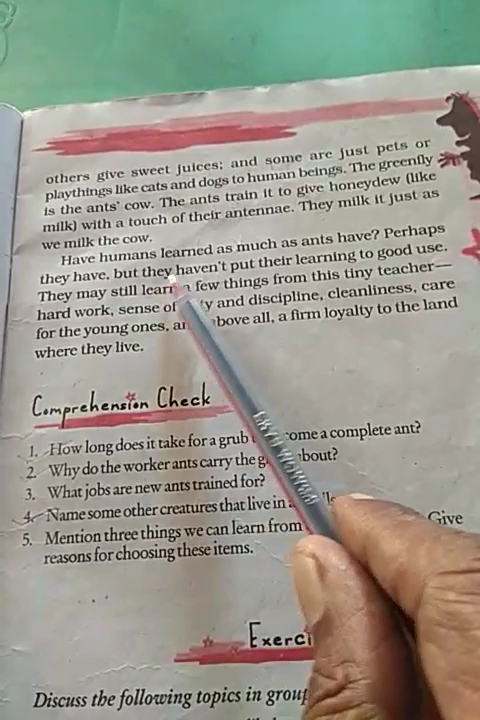 others give sweet juices; and some are just pets or
playthings like cats and dogs to human beings. The greenfly
is the ants' cow. The ants train it to give honeydew (like
milk) with a touch of their antennae. They milk it just as
we milk the cow.
Have humans learned as much as ants have? Perhaps
they have, but they haven't put their learning to good use.
They may still learn a few things from this tiny teacher—
hard work, sense of and discipline, cleanliness, care
for the young ones, above all, a firm loyalty to the land
where they live.
Comprehension Check
1. How long does it take for a grub a complete ant?
2. Why do the worker ants carry the
3. What jobs are new ants trained for?
4. Name some other creatures that live in
5. Mention three things we can learn from Give
reasons for choosing these items.
Discuss the following topics in